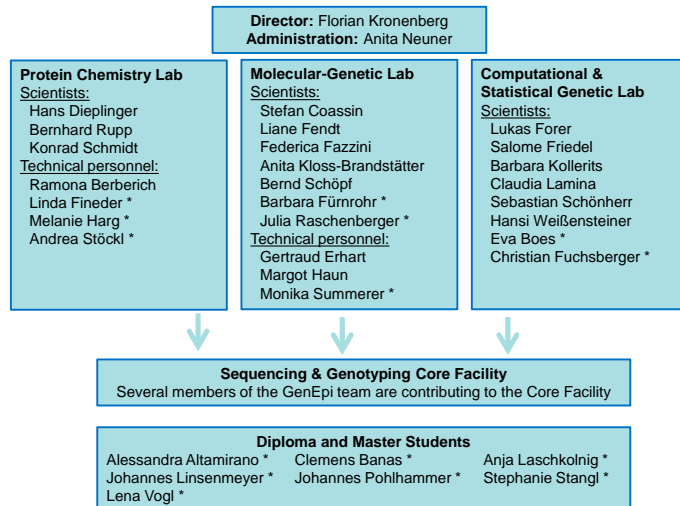 Director: Florian Kronenberg
Administration: Anita Neuner
Protein Chemistry Lab
Scientists:
Hans Dieplinger
Bernhard Rupp
Konrad Schmidt
Technical personnel:
Ramona Berberich
Linda Fineder *
Melanie Harg *
Andrea Stöckl *
Molecular-Genetic Lab
Scientists:
Stefan Coassin
Liane Fendt
Federica Fazzini
Anita Kloss-Brandstätter
Bernd Schöpf
Barbara Fürnrohr *
Julia Raschenberger *
Technical personnel:
Gertraud Erhart
Margot Haun
Monika Summerer *
Computational &
Statistical Genetic Lab
Scientists:
Lukas Forer
Salome Friedel
Barbara Kollerits
Claudia Lamina
Sebastian Schönherr
Hansi Weißensteiner
Eva Boes *
Christian Fuchsberger *
Sequencing & Genotyping Core Facility
Several members of the GenEpi team are contributing to the Core Facility
Diploma and Master Students
Alessandra Altamirano * Clemens Banas * Anja Laschkolnig *
Johannes Linsenmeyer * Johannes Pohlhammer * Stephanie Stangl *
Lena Vogl *